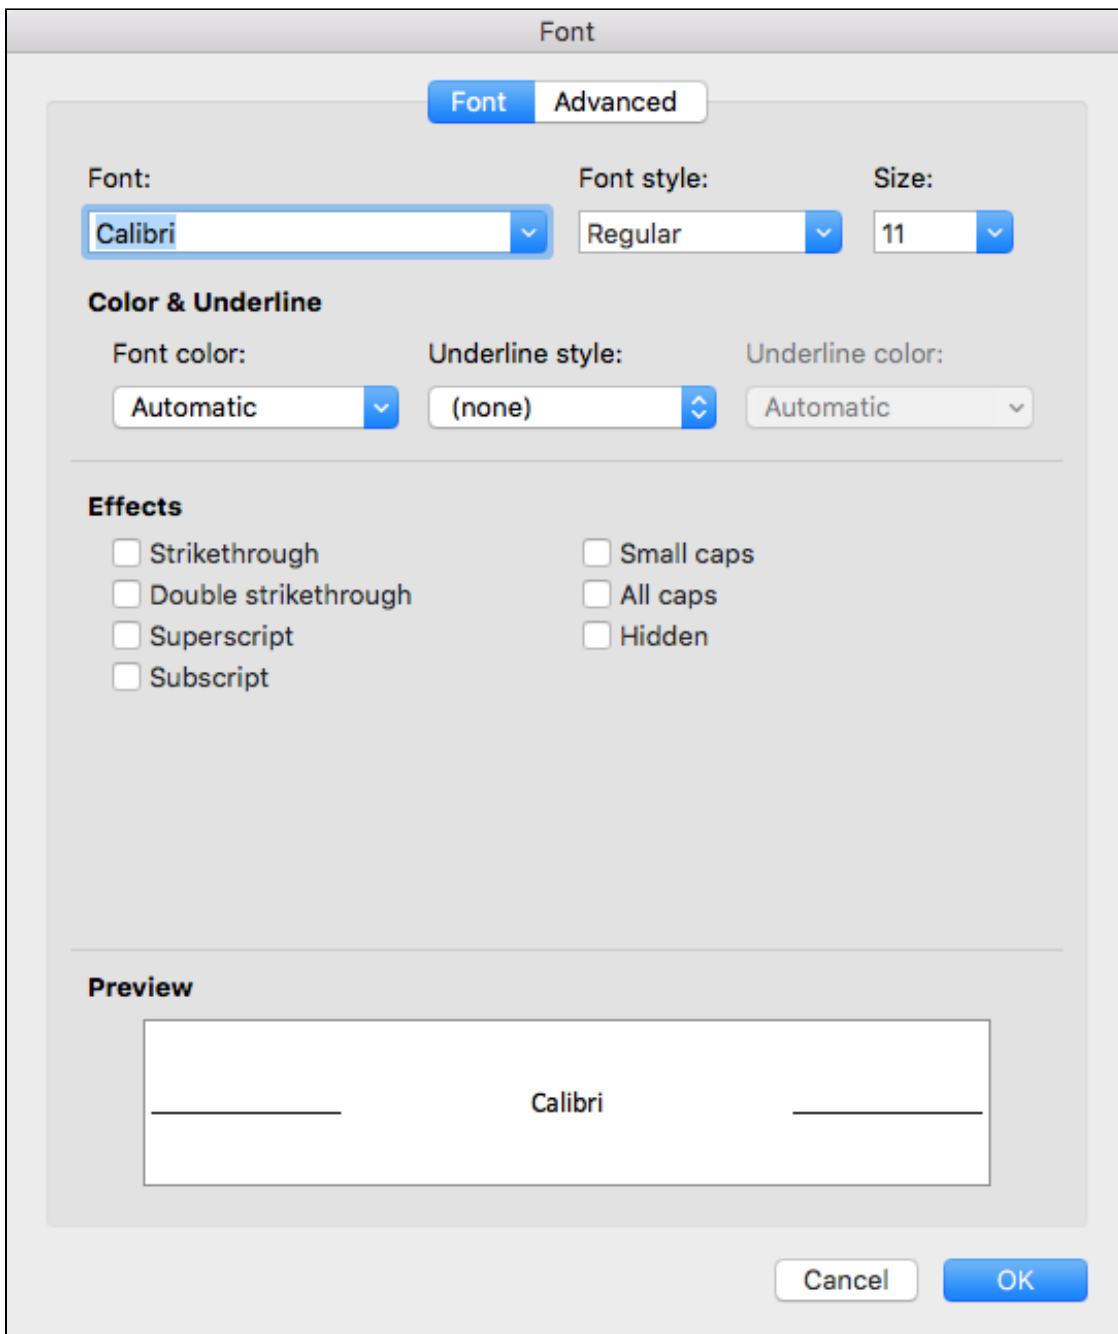 Font
Font Advanced
Font: Font style: Size:
Calibri Regular 11
Color & Underline
Font color: Underline style: Underline color:
Automatic (none) Automatic
Effects
Strikethrough Small caps
Double strikethrough All caps
Superscript Hidden
Subscript
Preview
Calibri
Cancel OK